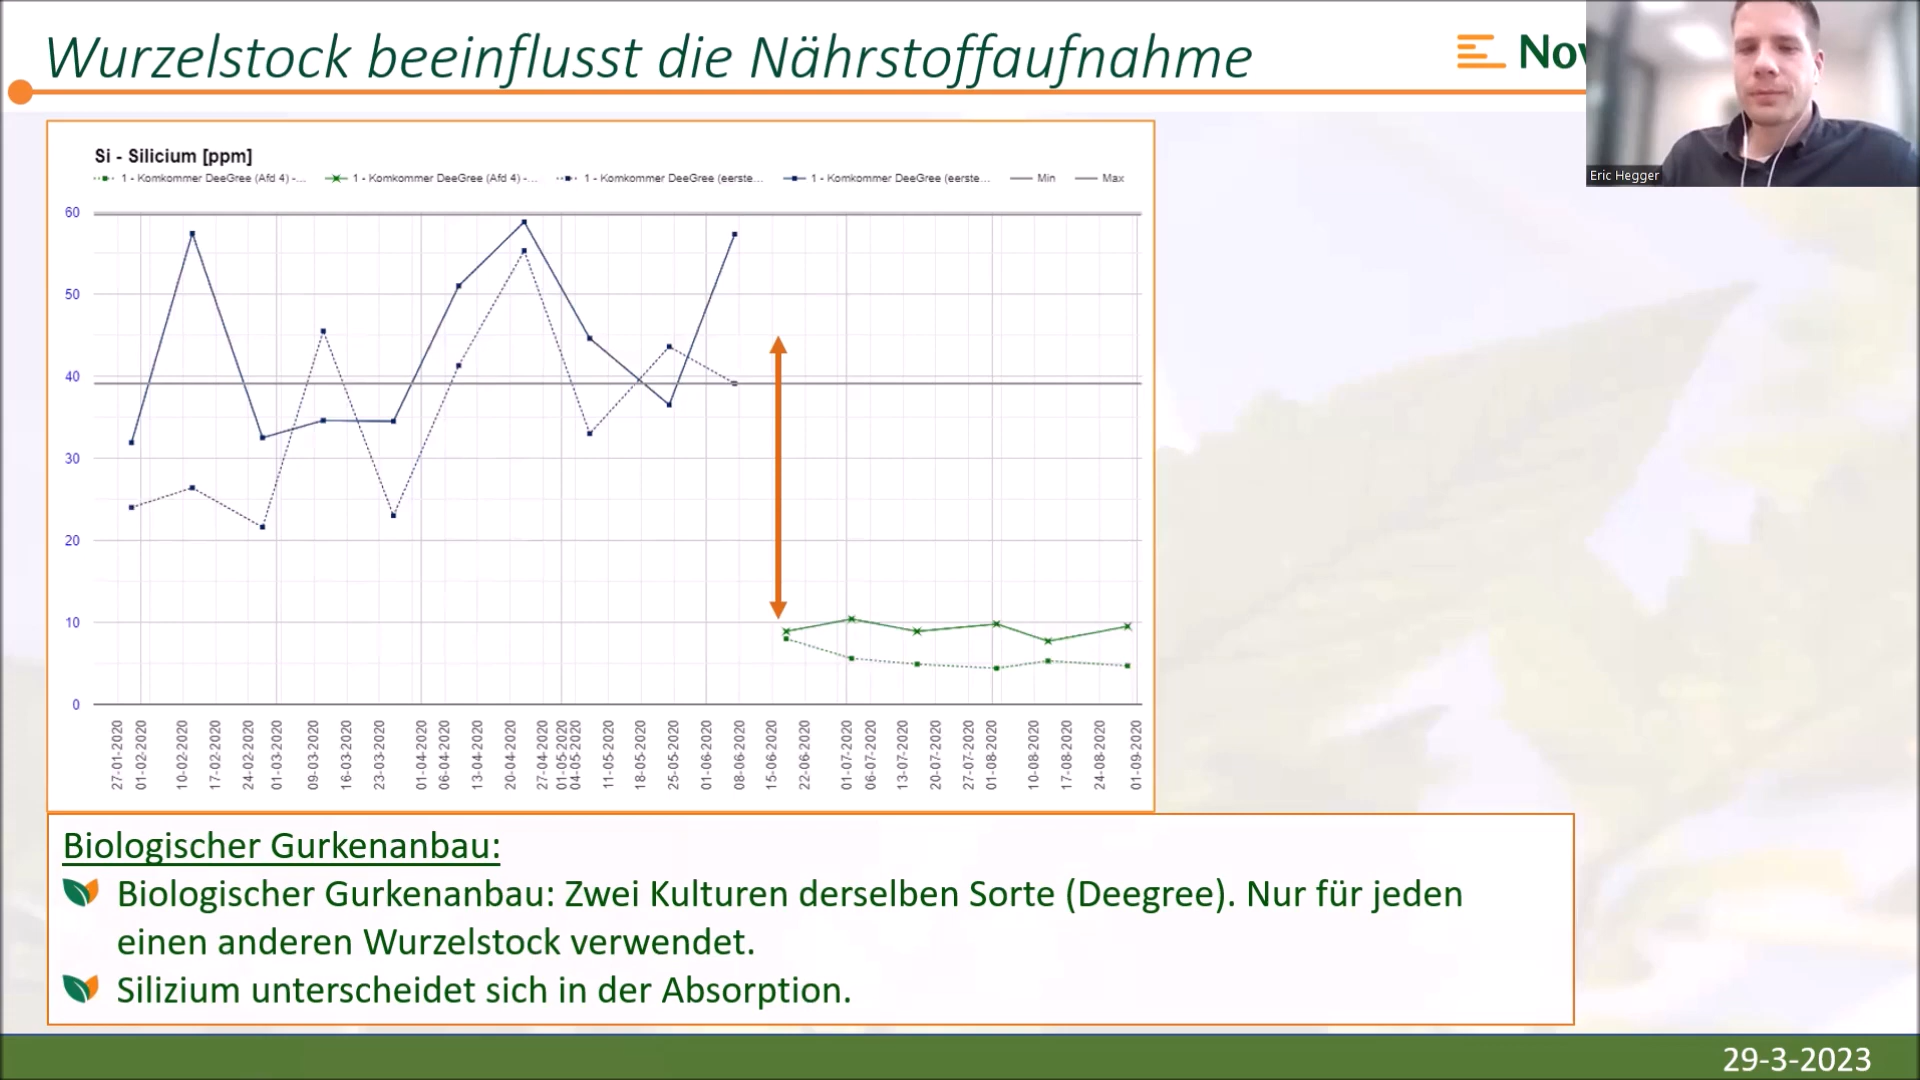 Wurzelstock beeinflusst die Nährstoffaufnahme
Nov
Eric Hegger
Si - Silicium [ppm]
1 - Komkommer DeeGree (Afd 4) -... 1 - Komkommer DeeGree (Afd 4) -... 1 - Komkommer DeeGree (eerste... 1 - Komkommer DeeGree (eerste... Min Max
60
50
40
30
20
10
0
27-01-2020 01-02-2020 10-02-2020 17-02-2020 24-02-2020 01-03-2020 09-03-2020 16-03-2020 23-03-2020 01-04-2020 06-04-2020 13-04-2020 20-04-2020 27-04-2020 01-05-2020 04-05-2020 11-05-2020 18-05-2020 25-05-2020 01-06-2020 08-06-2020 15-06-2020 22-06-2020 01-07-2020 06-07-2020 13-07-2020 20-07-2020 27-07-2020 01-08-2020 10-08-2020 17-08-2020 24-08-2020 01-09-2020
Biologischer Gurkenanbau:
Biologischer Gurkenanbau: Zwei Kulturen derselben Sorte (Deegree). Nur für jeden
einen anderen Wurzelstock verwendet.
Silizium unterscheidet sich in der Absorption.
29-3-2023